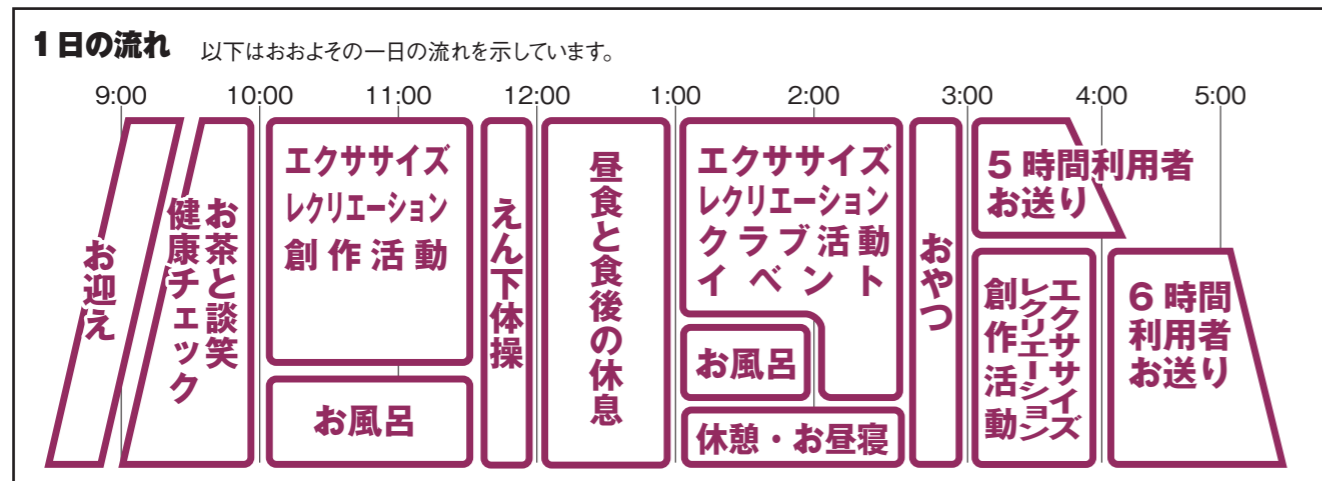 1日の流れ 以下はおおよその一日の流れを示しています。
9:00 10:00 11:00 12:00 1:00 2:00 3:00 4:00 5:00
お迎え
お茶と談笑
健康チェック
エクササイズ
レクリエーション
創作活動
お風呂
えん下体操
昼食と食後の休息
エクササイズ
レクリエーション
クラブ活動
イベント
お風呂
休憩・お昼寝
おやつ
5時間利用者
お送り
エクササイズ
レクリエーション
創作活動
6時間
利用者
お送り